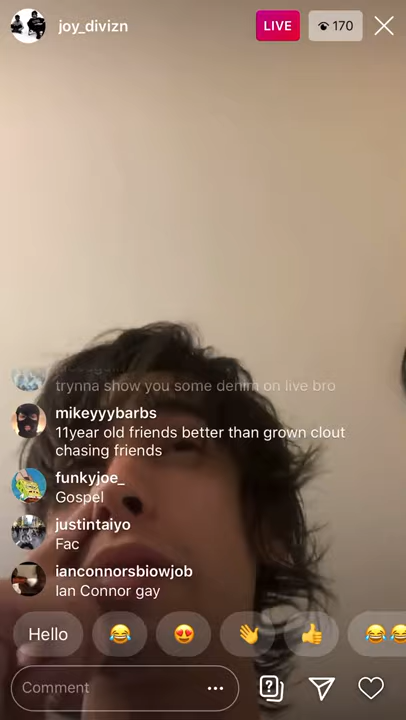 joy_divizn
LIVE
170
trynna show you some denim on live bro
mikeyyybarbs
11year old friends better than grown clout
chasing friends
funkyjoe_
Gospel
justintaiyo
Fac
ianconnorsbiowjob
Ian Connor gay
Hello
Comment